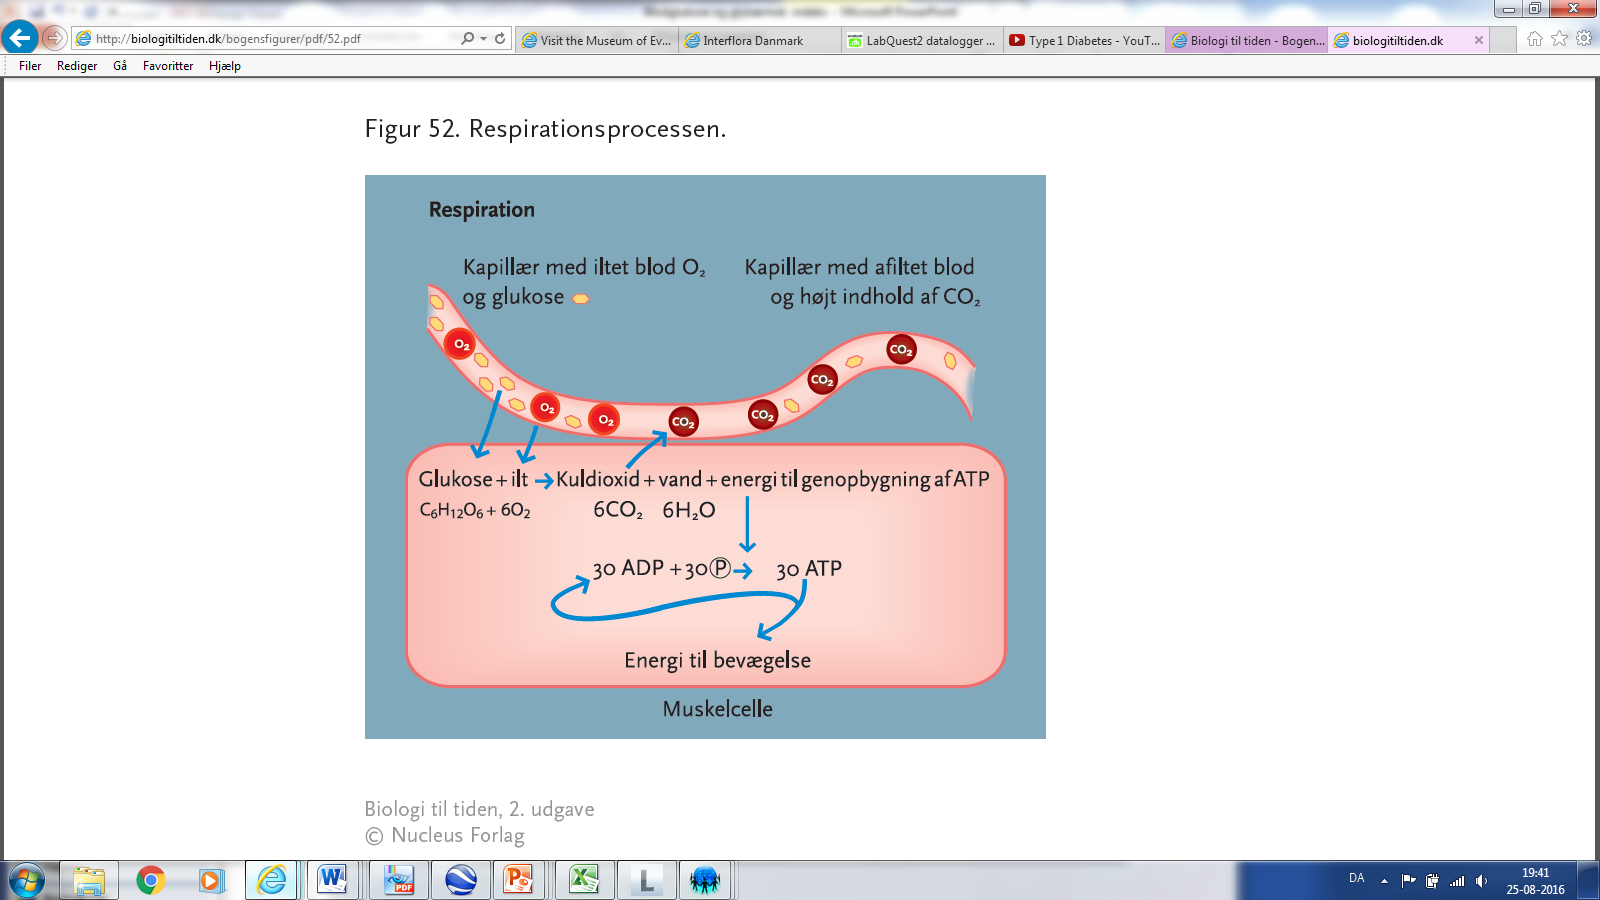 http://biologitiltiden.dk/bogensfigurer/pdf/52.pdf
Visit the Museum of Ev...
Interflora Danmark
LabQuest2 datalogger ...
Type 1 Diabetes - YouT...
Biologi til tiden - Bogen...
biologitiltiden.dk
Filer Rediger Gå Favoritter Hjælp
Figur 52. Respirationsprocessen.
Respiration
Kapillær med iltet blod O₂
og glukose
Kapillær med afiltet blod
og højt indhold af CO₂
O₂
O₂
O₂
CO₂
CO₂
CO₂
CO₂
Glukose + ilt → Kuldioxid + vand + energi til genopbygning af ATP
C₆H₁₂O₆ + 6O₂ 6CO₂ 6H₂O
30 ADP + 30 Ⓟ → 30 ATP
Energi til bevægelse
Muskelcelle
Biologi til tiden, 2. udgave
© Nucleus Forlag
DA
19:41
25-08-2016